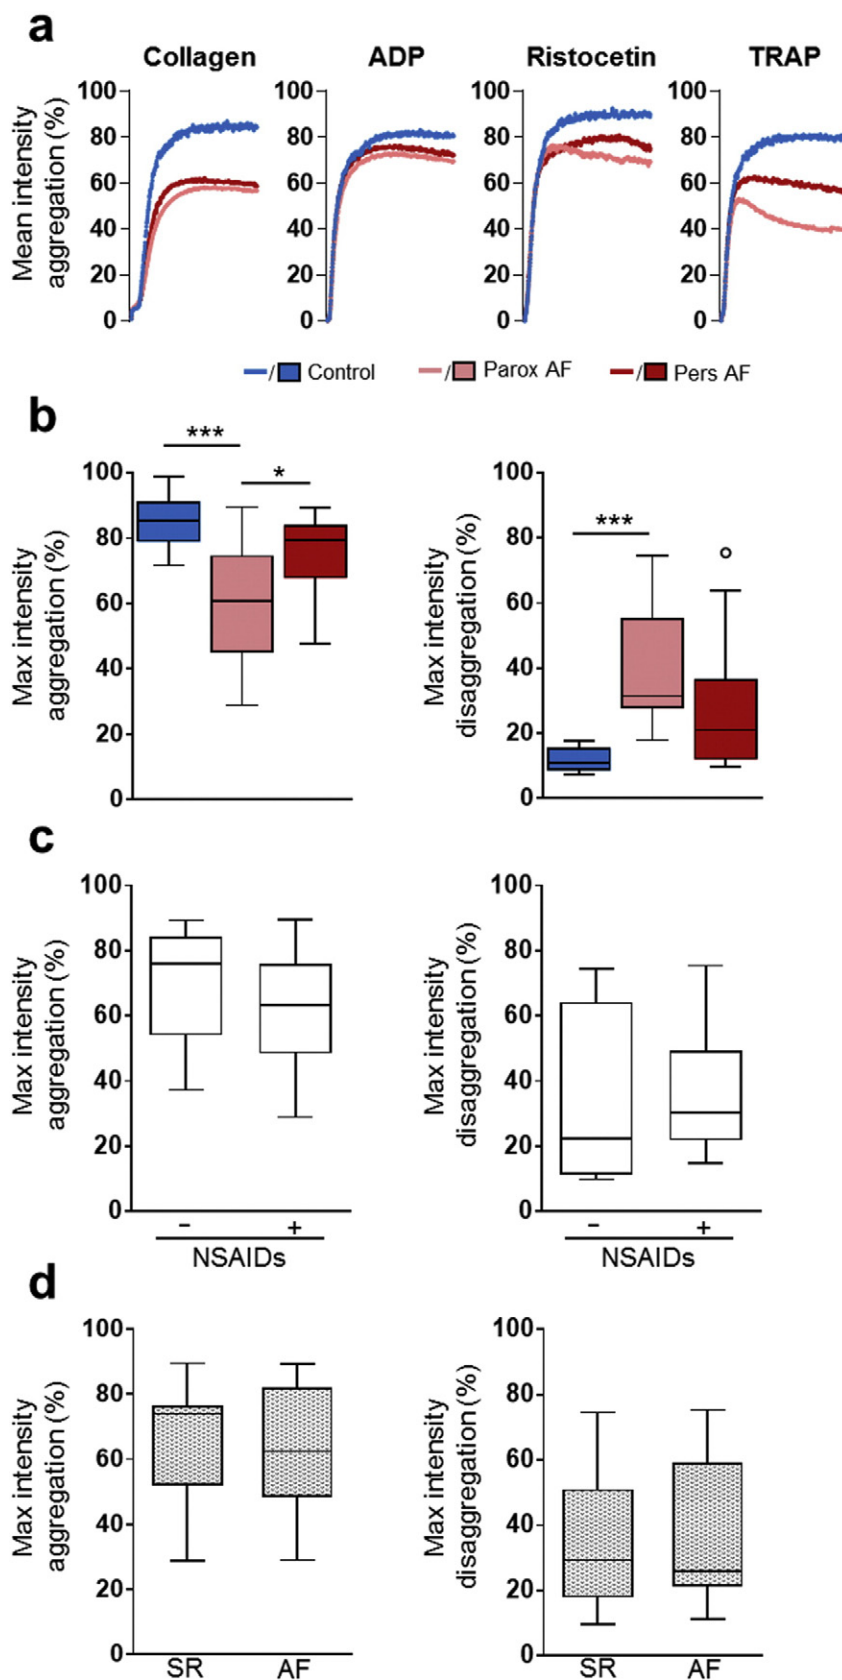 a
Collagen ADP Ristocetin TRAP
Mean intensity
aggregation (%)
100 100 100 100
80 80 80 80
60 60 60 60
40 40 40 40
20 20 20 20
0 0 0 0
/ Control / Parox AF / Pers AF
b
Max intensity
aggregation (%)
100
80
60
40
20
0
***
*
Max intensity
disaggregation (%)
100
80
60
40
20
0
***
c
Max intensity
aggregation (%)
100
80
60
40
20
0
− +
NSAIDs
Max intensity
disaggregation (%)
100
80
60
40
20
0
− +
NSAIDs
d
Max intensity
aggregation (%)
100
80
60
40
20
0
SR AF
Max intensity
disaggregation (%)
100
80
60
40
20
0
SR AF